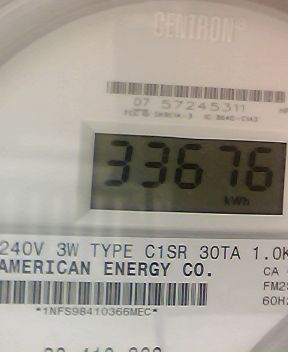 CENTRON®
07 57245311
33676
kWh
240V 3W TYPE C1SR 30TA 1.0K
AMERICAN ENERGY CO.
CA
FM2S
60HZ
*1NFS98410366MEC*